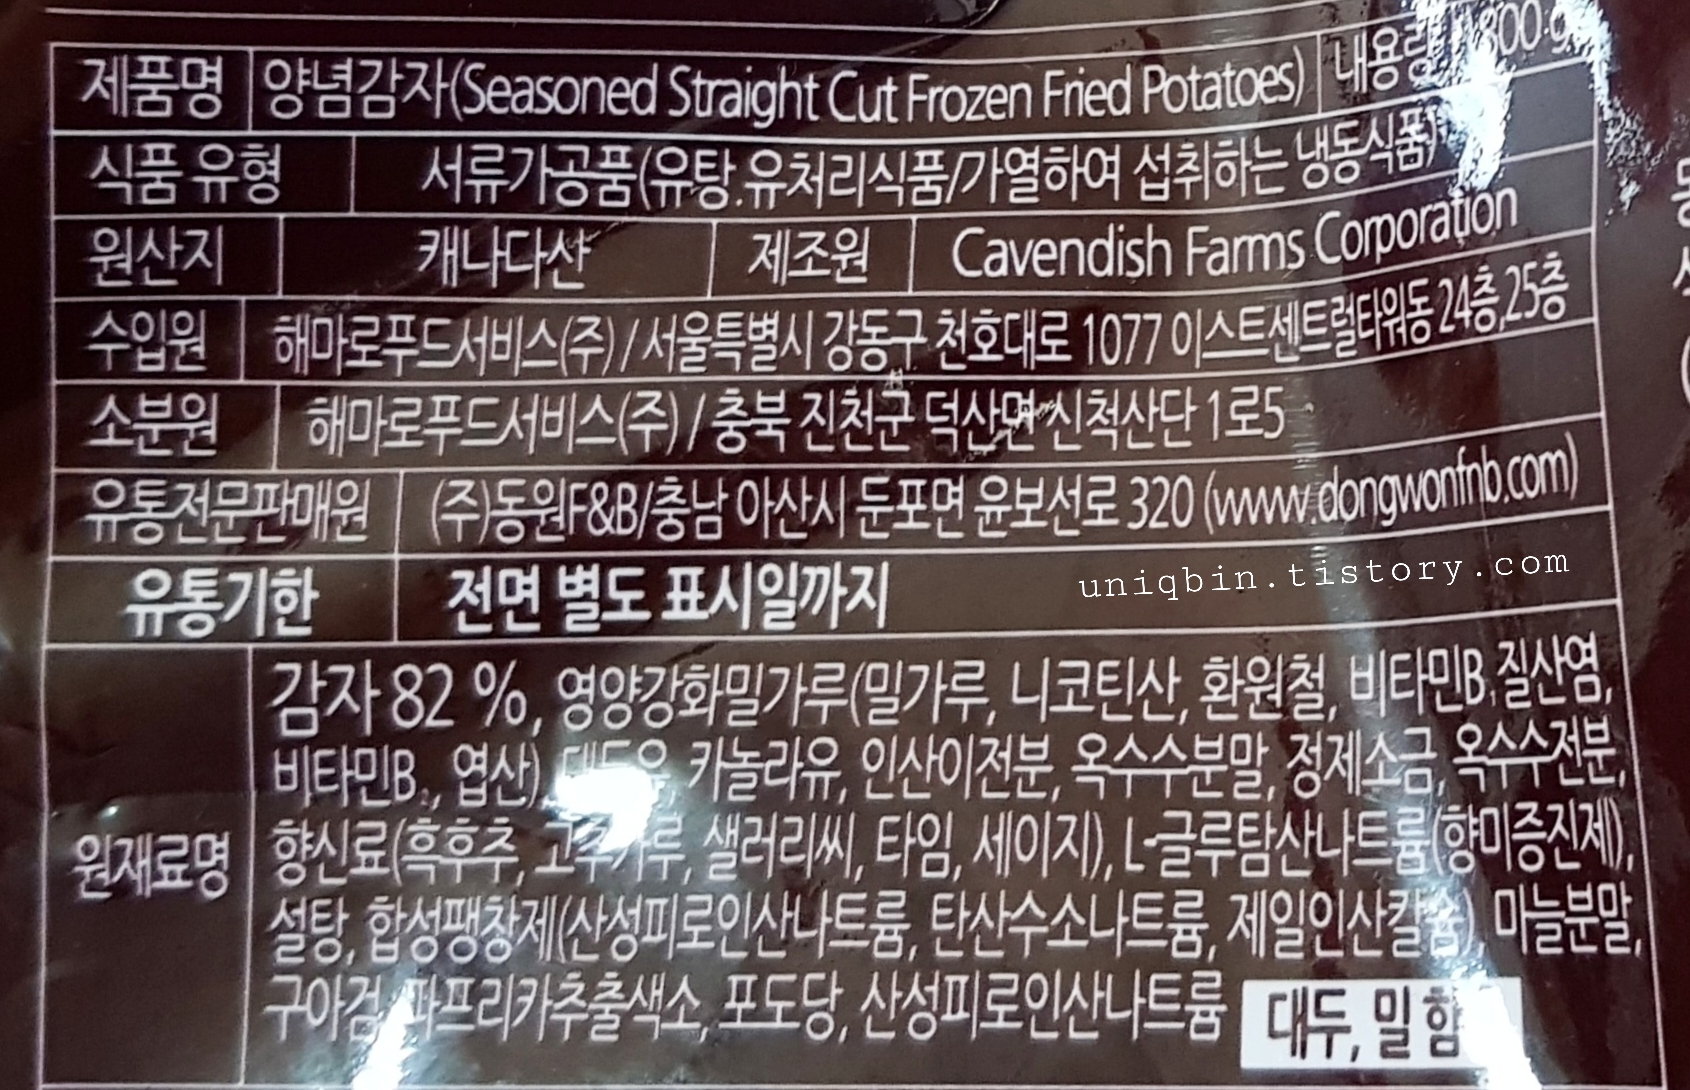 제품명 양념감자(Seasoned Straight Cut Frozen Fried Potatoes) 내용량
식품 유형 서류가공품(유탕.유처리식품/가열하여 섭취하는 냉동식품)
원산지 캐나다산 제조원 Cavendish Farms Corporation
수입원 해마로푸드서비스(주) / 서울특별시 강동구 천호대로 1077 이스트센트럴타워동 24층,25층
소분원 해마로푸드서비스(주) / 충북 진천군 덕산면 신척산단 1로5
유통전문판매원 (주)동원F&B/충남 아산시 둔포면 윤보선로 320 (www.dongwonfnb.com)
유통기한 전면 별도 표시일까지
uniqbin.tistory.com
감자 82 %, 영양강화밀가루(밀가루, 니코틴산, 환원철, 비타민B₁질산염,
비타민B₂, 엽산), 카놀라유, 인산이전분, 옥수수분말, 정제소금, 옥수수전분,
원재료명 향신료(흑후추, 고추가루, 샐러리씨, 타임, 세이지), L-글루탐산나트륨(향미증진제),
설탕, 합성팽창제(산성피로인산나트륨, 탄산수소나트륨, 제일인산칼슘), 마늘분말,
구아검, 파프리카추출색소, 포도당, 산성피로인산나트륨 대두, 밀 함